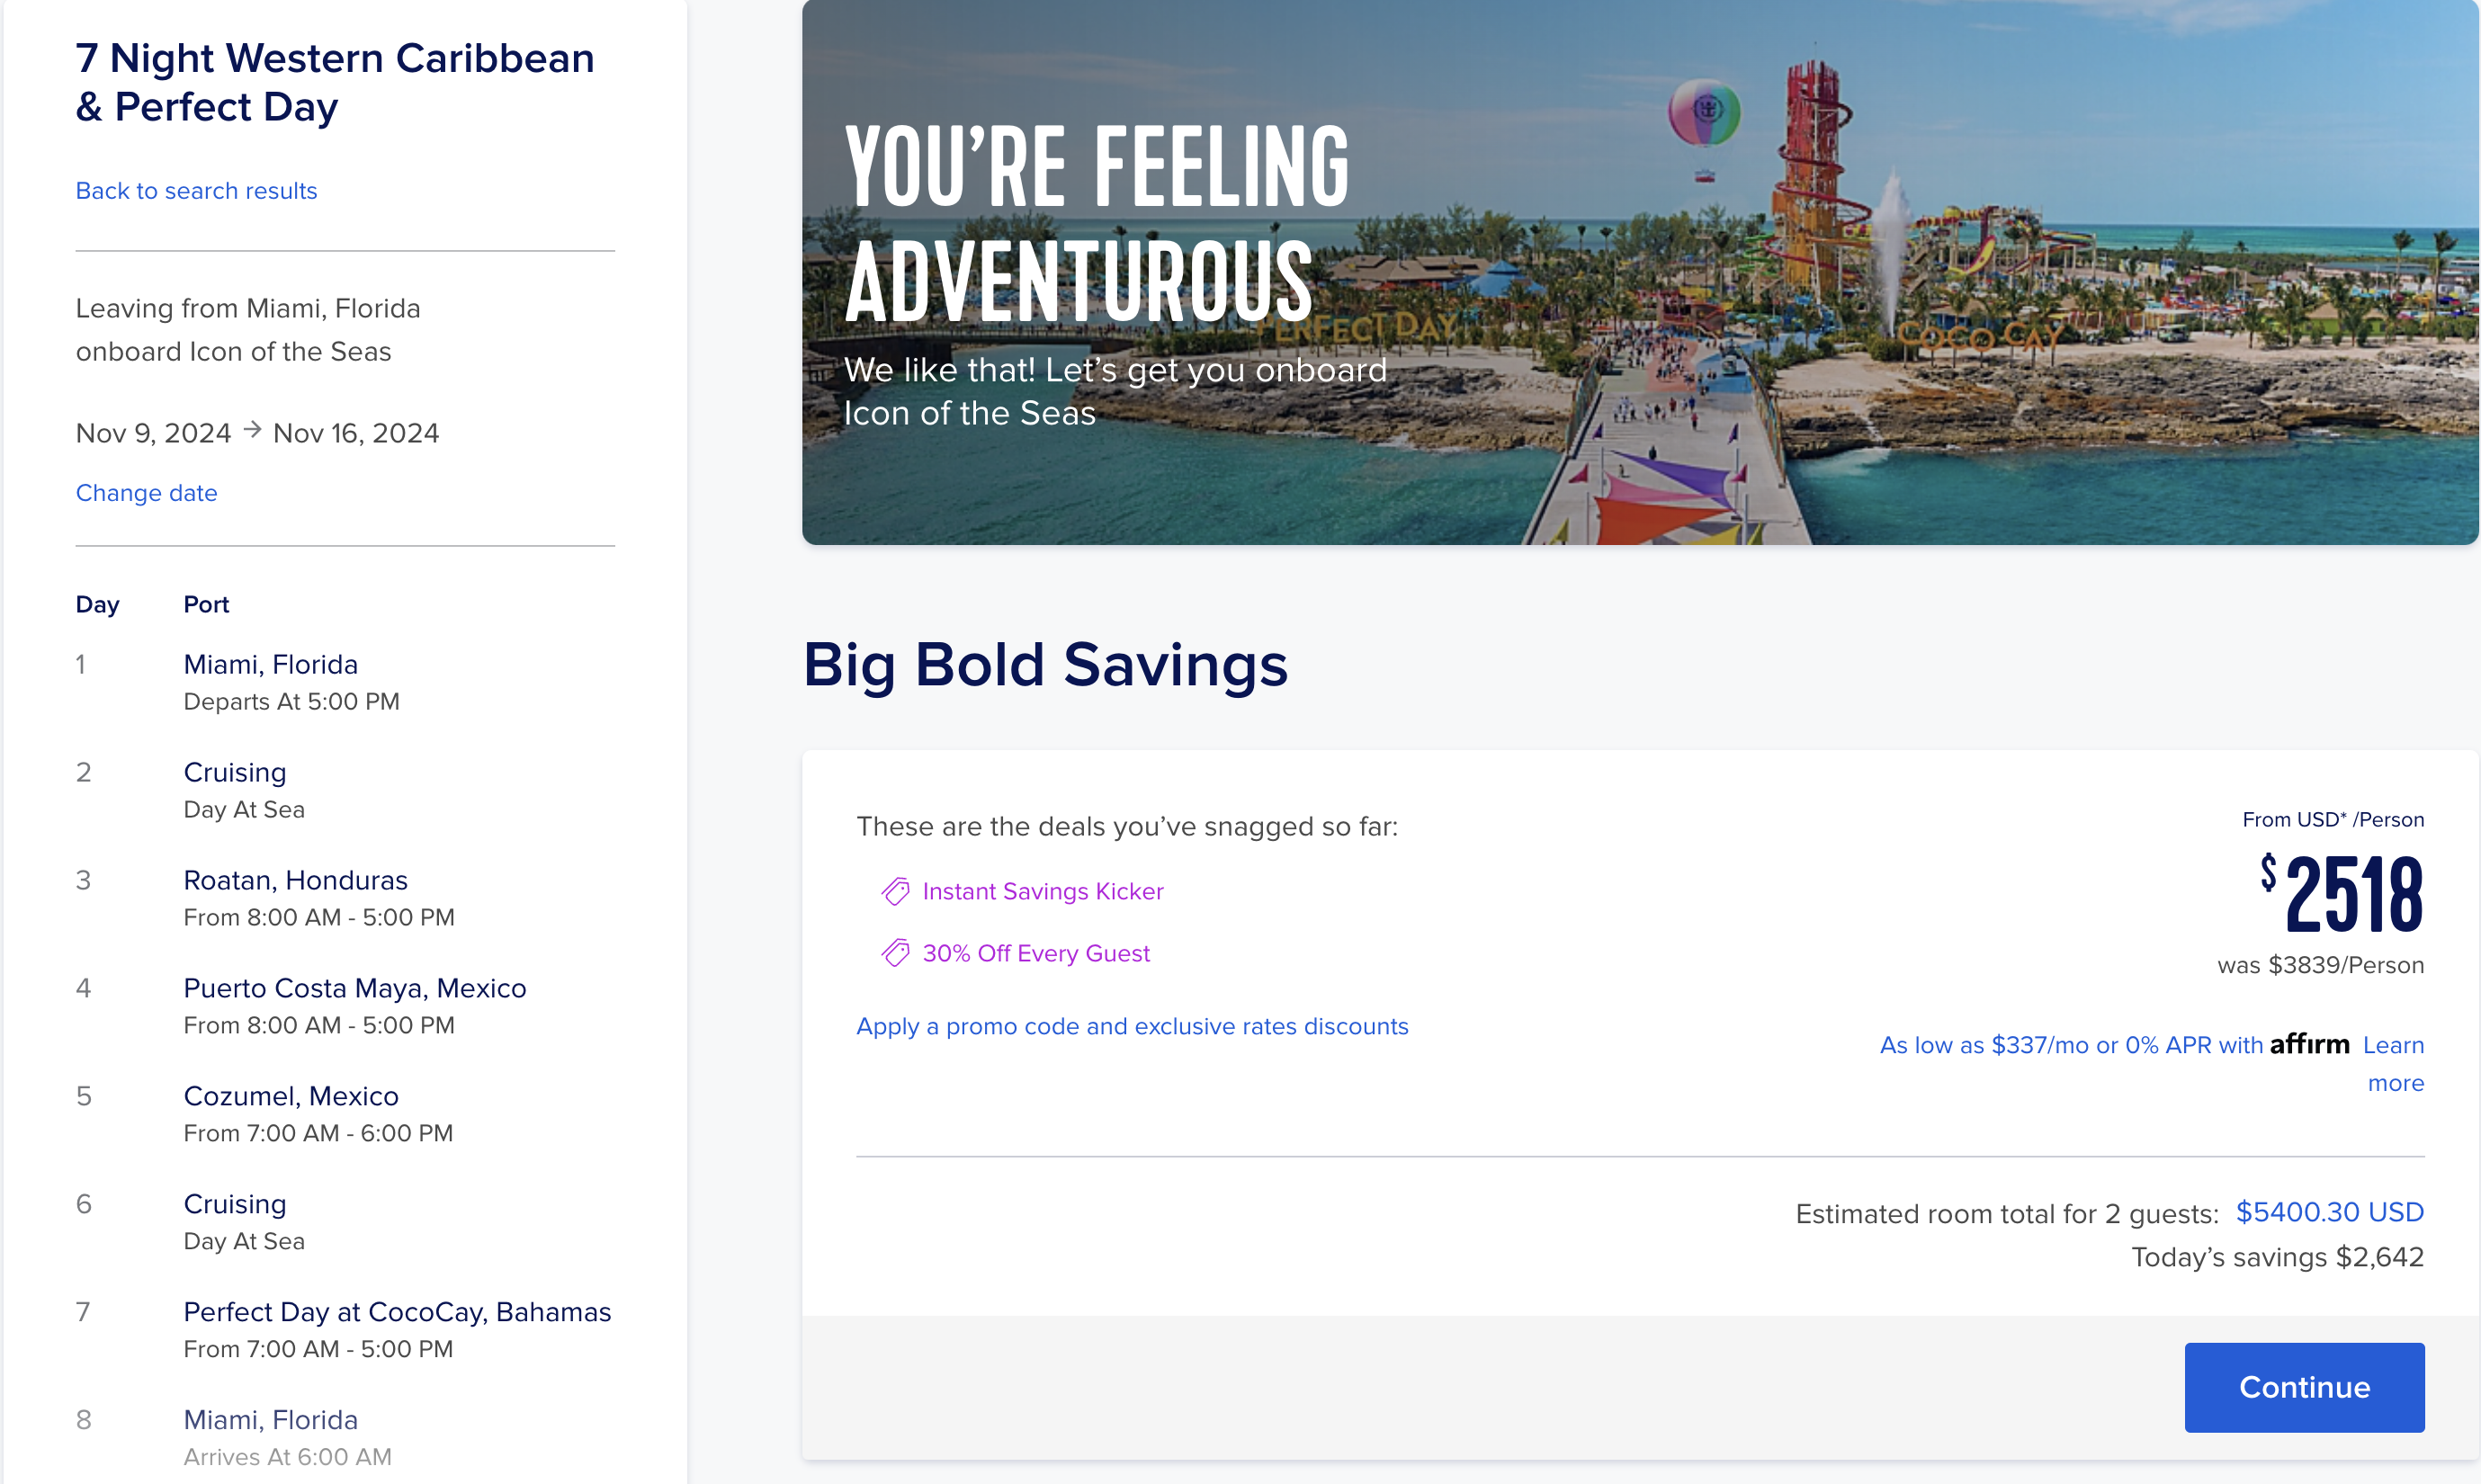 7 Night Western Caribbean
& Perfect Day
Back to search results
Leaving from Miami, Florida
onboard Icon of the Seas
Nov 9, 2024 → Nov 16, 2024
Change date
Day Port
1 Miami, Florida
Departs At 5:00 PM
2 Cruising
Day At Sea
3 Roatan, Honduras
From 8:00 AM - 5:00 PM
4 Puerto Costa Maya, Mexico
From 8:00 AM - 5:00 PM
5 Cozumel, Mexico
From 7:00 AM - 6:00 PM
6 Cruising
Day At Sea
7 Perfect Day at CocoCay, Bahamas
From 7:00 AM - 5:00 PM
8 Miami, Florida
Arrives At 6:00 AM
YOU’RE FEELING
ADVENTUROUS
PERFECT DAY
COCO CAY
We like that! Let’s get you onboard
Icon of the Seas
Big Bold Savings
These are the deals you’ve snagged so far:
Instant Savings Kicker
30% Off Every Guest
Apply a promo code and exclusive rates discounts
From USD* /Person
$2518
was $3839/Person
As low as $337/mo or 0% APR with affirm Learn
more
Estimated room total for 2 guests: $5400.30 USD
Today’s savings $2,642
Continue